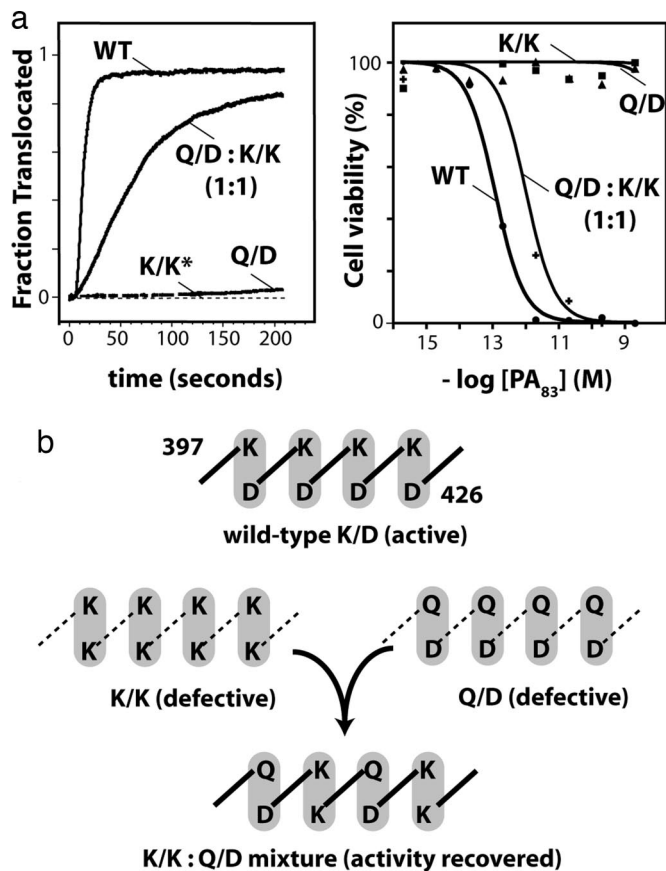 a
1
WT
Q/D : K/K
(1:1)
K/K*
Q/D
0
0 50 100 150 200
Fraction Translocated
time (seconds)
100
K/K
Q/D
WT
Q/D : K/K
(1:1)
0
15 13 11 9
Cell viability (%)
- log [PA83] (M)
b
397
K K K K
D D D D
426
wild-type K/D (active)
K K K K
K K K K
K/K (defective)
Q Q Q Q
D D D D
Q/D (defective)
Q K Q K
D K D K
K/K : Q/D mixture (activity recovered)